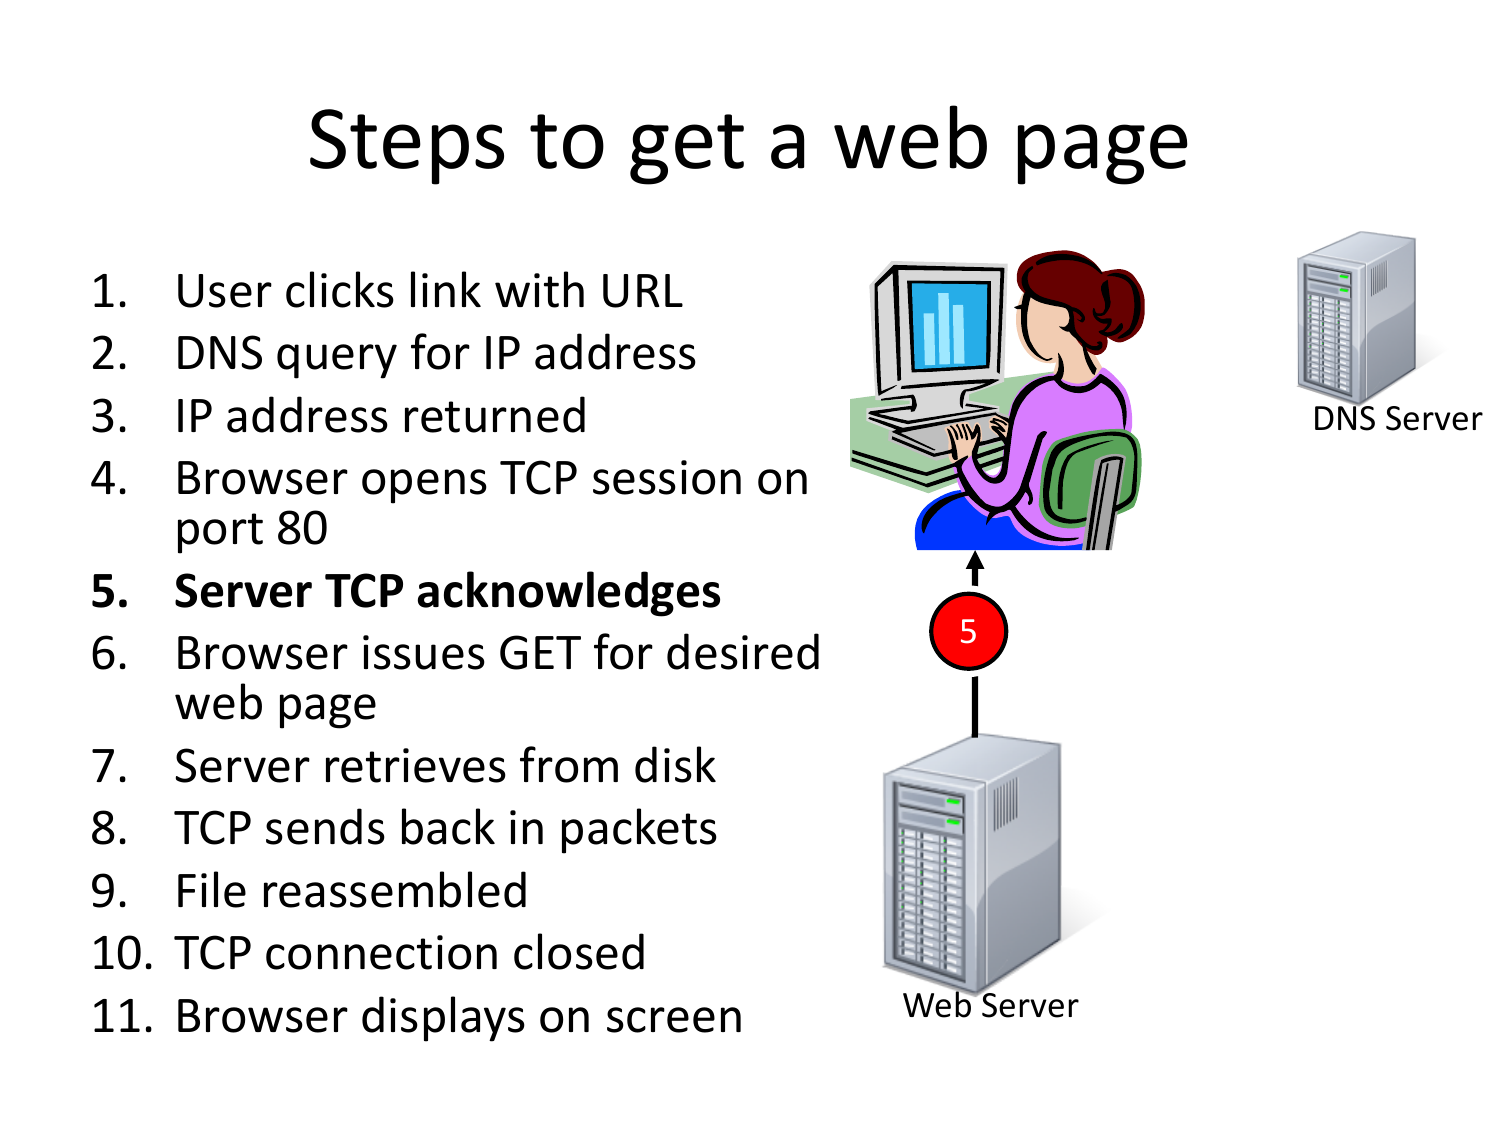 Steps to get a web page
1. User clicks link with URL
2. DNS query for IP address
3. IP address returned
4. Browser opens TCP session on
port 80
5. Server TCP acknowledges
6. Browser issues GET for desired
web page
7. Server retrieves from disk
8. TCP sends back in packets
9. File reassembled
10. TCP connection closed
11. Browser displays on screen
DNS Server
5
Web Server